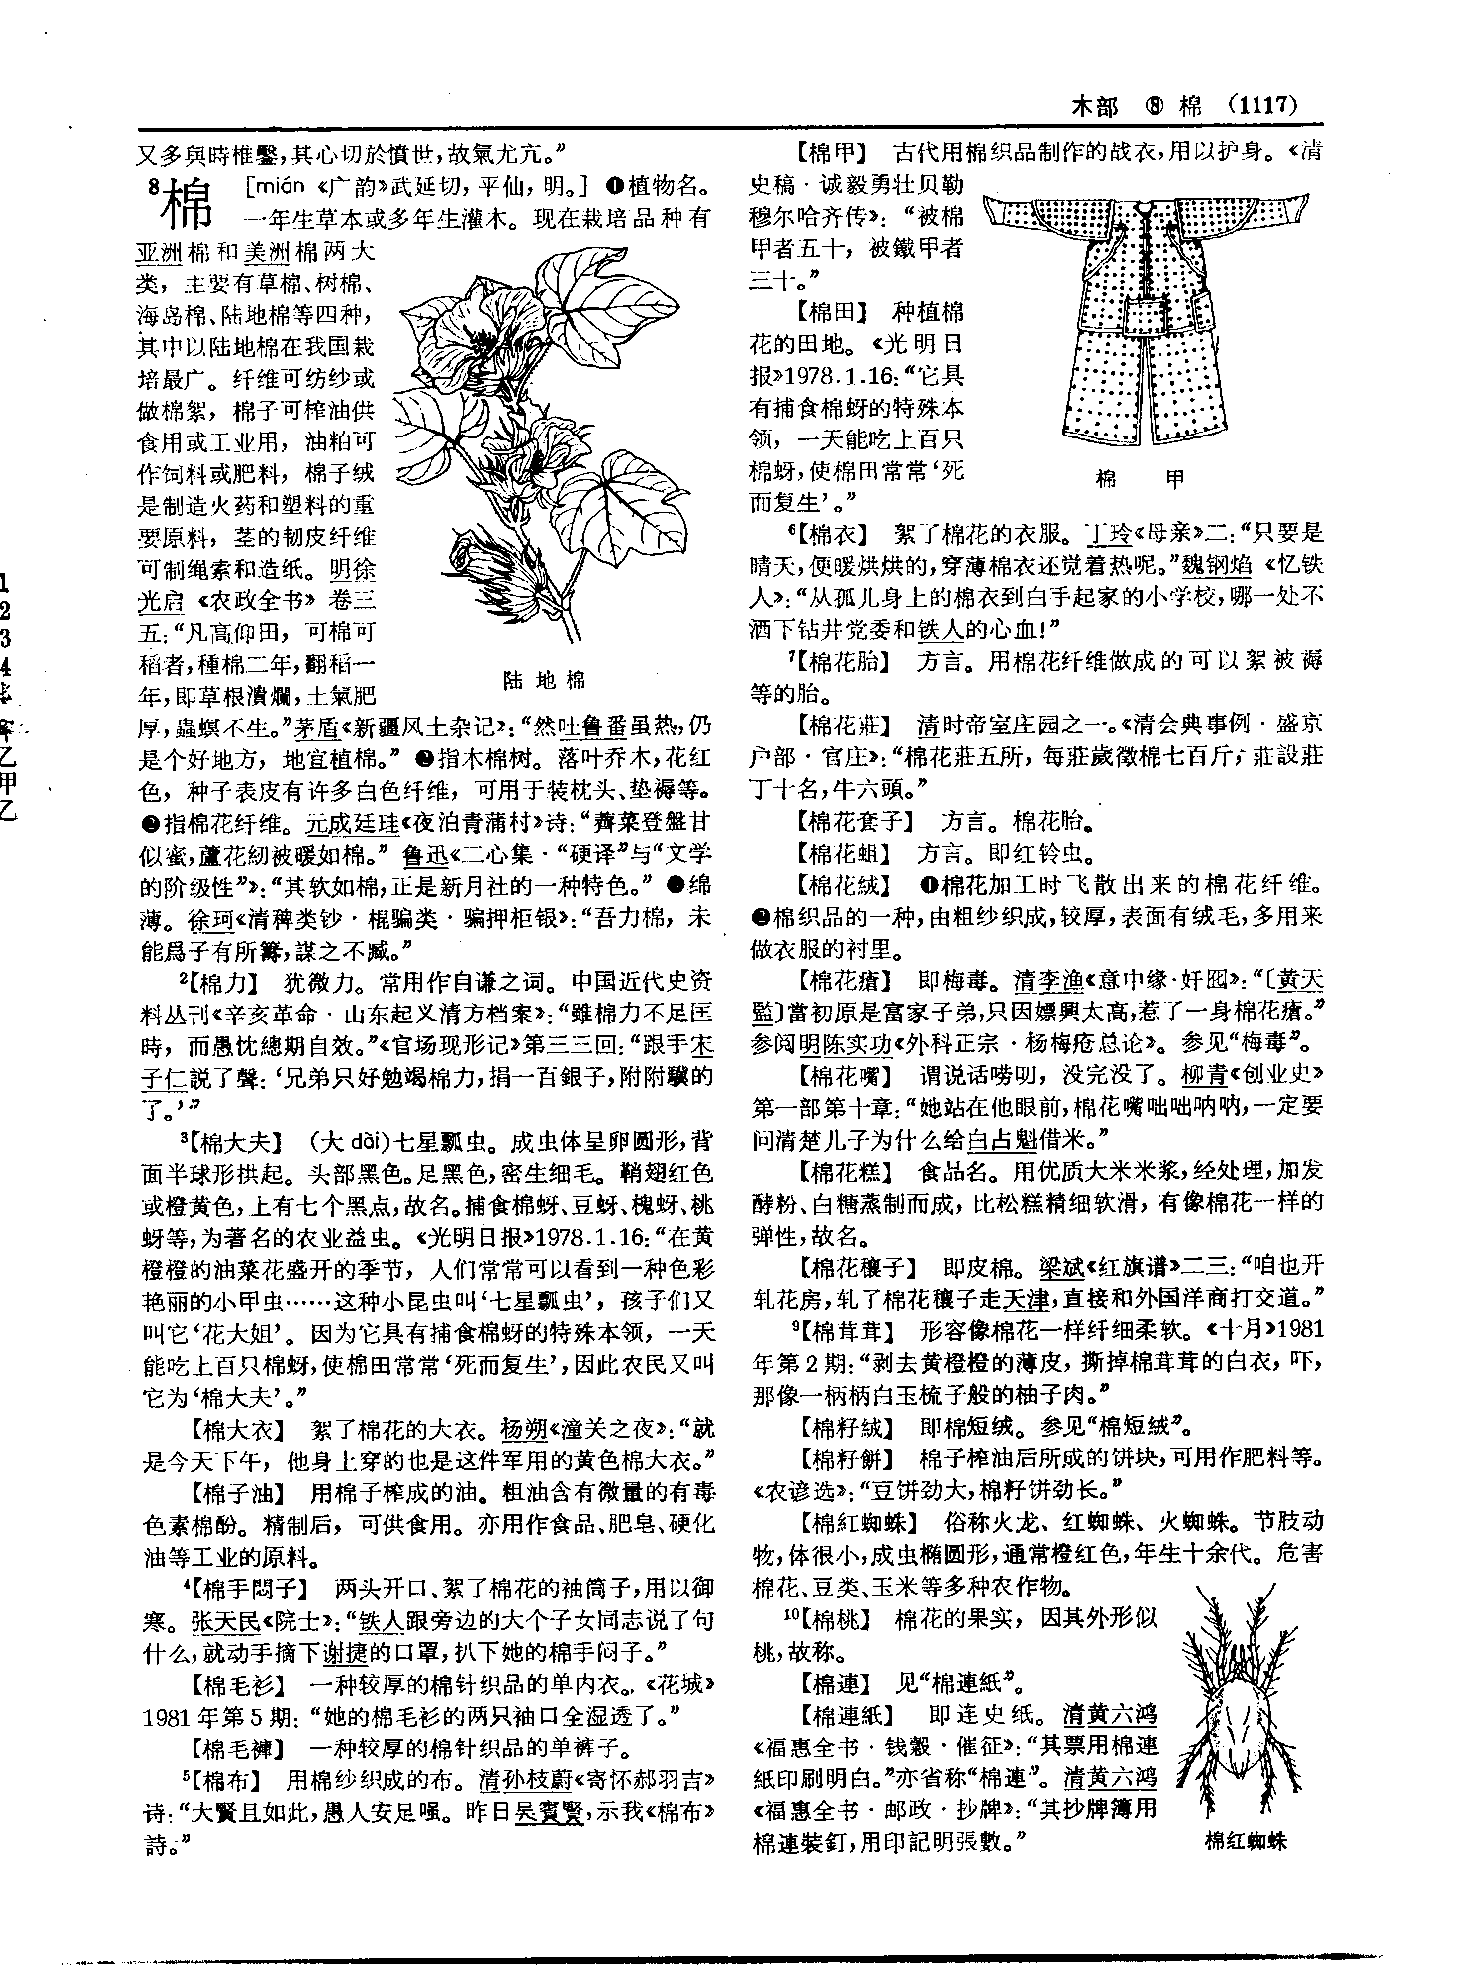 木部 ⑧ 棉 (1117)
又多與時椎鑿，其心切於憤世，故氣尤亢。”
8棉 [mián《广韵》武延切，平仙，明。] ❶植物名。
一年生草本或多年生灌木。现在栽培品种有
亚洲棉和美洲棉两大
类，主要有草棉、树棉、
海岛棉、陆地棉等四种，
其中以陆地棉在我国栽
培最广。纤维可纺纱或
做棉絮，棉子可榨油供
食用或工业用，油粕可
作饲料或肥料，棉子绒
是制造火药和塑料的重
要原料，茎的韧皮纤维
可制绳索和造纸。明徐
光启《农政全书》卷三
五：“凡高仰田，可棉可
稻者，種棉二年，翻稻一
年，即草根潰爛，土氣肥
厚，蟲螟不生。”茅盾《新疆风土杂记》：“然吐鲁番虽热，仍
是个好地方，地宜植棉。” ❷指木棉树。落叶乔木，花红
色，种子表皮有许多白色纤维，可用于装枕头、垫褥等。
❸指棉花纤维。元成廷珪《夜泊青蒲村》诗：“薺菜登盤甘
似蜜，蘆花紉被暖如棉。” 鲁迅《二心集·“硬译”与“文学
的阶级性”》：“其软如棉，正是新月社的一种特色。” ❹绵
薄。徐珂《清稗类钞·棍骗类·骗押柜银》：“吾力棉，未
能爲子有所籌，謀之不臧。”
2【棉力】 犹微力。常用作自谦之词。中国近代史资
料丛刊《辛亥革命·山东起义清方档案》：“雖棉力不足匡
時，而愚忱總期自效。”《官场现形记》第三三回：“跟手宋
子仁説了聲：‘兄弟只好勉竭棉力，捐一百銀子，附附驥的
了。’”
3【棉大夫】 (大 dài)七星瓢虫。成虫体呈卵圆形，背
面半球形拱起。头部黑色。足黑色，密生细毛。鞘翅红色
或橙黄色，上有七个黑点，故名。捕食棉蚜、豆蚜、槐蚜、桃
蚜等，为著名的农业益虫。《光明日报》1978.1.16：“在黄
橙橙的油菜花盛开的季节，人们常常可以看到一种色彩
艳丽的小甲虫……这种小昆虫叫‘七星瓢虫’，孩子们又
叫它‘花大姐’。因为它具有捕食棉蚜的特殊本领，一天
能吃上百只棉蚜，使棉田常常‘死而复生’，因此农民又叫
它为‘棉大夫’。”
【棉大衣】 絮了棉花的大衣。杨朔《潼关之夜》：“就
是今天下午，他身上穿的也是这件军用的黄色棉大衣。”
【棉子油】 用棉子榨成的油。粗油含有微量的有毒
色素棉酚。精制后，可供食用。亦用作食品、肥皂、硬化
油等工业的原料。
4【棉手悶子】 两头开口、絮了棉花的袖筒子，用以御
寒。张天民《院士》：“铁人跟旁边的大个子女同志说了句
什么，就动手摘下谢捷的口罩，扒下她的棉手闷子。”
【棉毛衫】 一种较厚的棉针织品的单内衣。《花城》
1981年第5期：“她的棉毛衫的两只袖口全湿透了。”
【棉毛褲】 一种较厚的棉针织品的单裤子。
5【棉布】 用棉纱织成的布。清孙枝蔚《寄怀郝羽吉》
诗：“大賢且如此，愚人安足嗤。昨日吴賓賢，示我《棉布》
詩。”
陆地棉
【棉甲】 古代用棉织品制作的战衣，用以护身。《清
史稿·诚毅勇壮贝勒
穆尔哈齐传》：“被棉
甲者五十，被鐵甲者
三十。”
【棉田】 种植棉
花的田地。《光明日
报》1978.1.16：“它具
有捕食棉蚜的特殊本
领，一天能吃上百只
棉蚜，使棉田常常‘死
而复生’。”
棉 甲
6【棉衣】 絮了棉花的衣服。丁玲《母亲》二：“只要是
晴天，便暖烘烘的，穿薄棉衣还觉着热呢。”魏钢焰《忆铁
人》：“从孤儿身上的棉衣到白手起家的小学校，哪一处不
洒下钻井党委和铁人的心血！”
7【棉花胎】 方言。用棉花纤维做成的可以絮被褥
等的胎。
【棉花莊】 清时帝室庄园之一。《清会典事例·盛京
户部·官庄》：“棉花莊五所，每莊歲徵棉七百斤；莊設莊
丁十名，牛六頭。”
【棉花套子】 方言。棉花胎。
【棉花蛆】 方言。即红铃虫。
【棉花絨】 ❶棉花加工时飞散出来的棉花纤维。
❷棉织品的一种，由粗纱织成，较厚，表面有绒毛，多用来
做衣服的衬里。
【棉花瘡】 即梅毒。清李渔《意中缘·奸囮》：“〔黄天
監〕當初原是富家子弟，只因嫖興太高，惹了一身棉花瘡。”
参阅明陈实功《外科正宗·杨梅疮总论》。参见“梅毒”。
【棉花嘴】 谓说话唠叨，没完没了。柳青《创业史》
第一部第十章：“她站在他眼前，棉花嘴咄咄呐呐，一定要
问清楚儿子为什么给白占魁借米。”
【棉花糕】 食品名。用优质大米米浆，经处理，加发
酵粉、白糖蒸制而成，比松糕精细软滑，有像棉花一样的
弹性，故名。
【棉花穰子】 即皮棉。梁斌《红旗谱》二三：“咱也开
轧花房，轧了棉花穰子走天津，直接和外国洋商打交道。”
9【棉茸茸】 形容像棉花一样纤细柔软。《十月》1981
年第2期：“剥去黄橙橙的薄皮，撕掉棉茸茸的白衣，吓，
那像一柄柄白玉梳子般的柚子肉。”
【棉籽絨】 即棉短绒。参见“棉短絨”。
【棉籽餅】 棉子榨油后所成的饼块，可用作肥料等。
《农谚选》：“豆饼劲大，棉籽饼劲长。”
【棉紅蜘蛛】 俗称火龙、红蜘蛛、火蜘蛛。节肢动
物，体很小，成虫椭圆形，通常橙红色，年生十余代。危害
棉花、豆类、玉米等多种农作物。
10【棉桃】 棉花的果实，因其外形似
桃，故称。
【棉連】 见“棉連紙”。
【棉連紙】 即连史纸。清黄六鸿
《福惠全书·钱穀·催征》：“其票用棉連
紙印刷明白。”亦省称“棉連”。清黄六鸿
《福惠全书·邮政·抄牌》：“其抄牌簿用
棉連裝釘，用印記明張數。”
棉红蜘蛛
1
2
3
4
乙
甲
乙